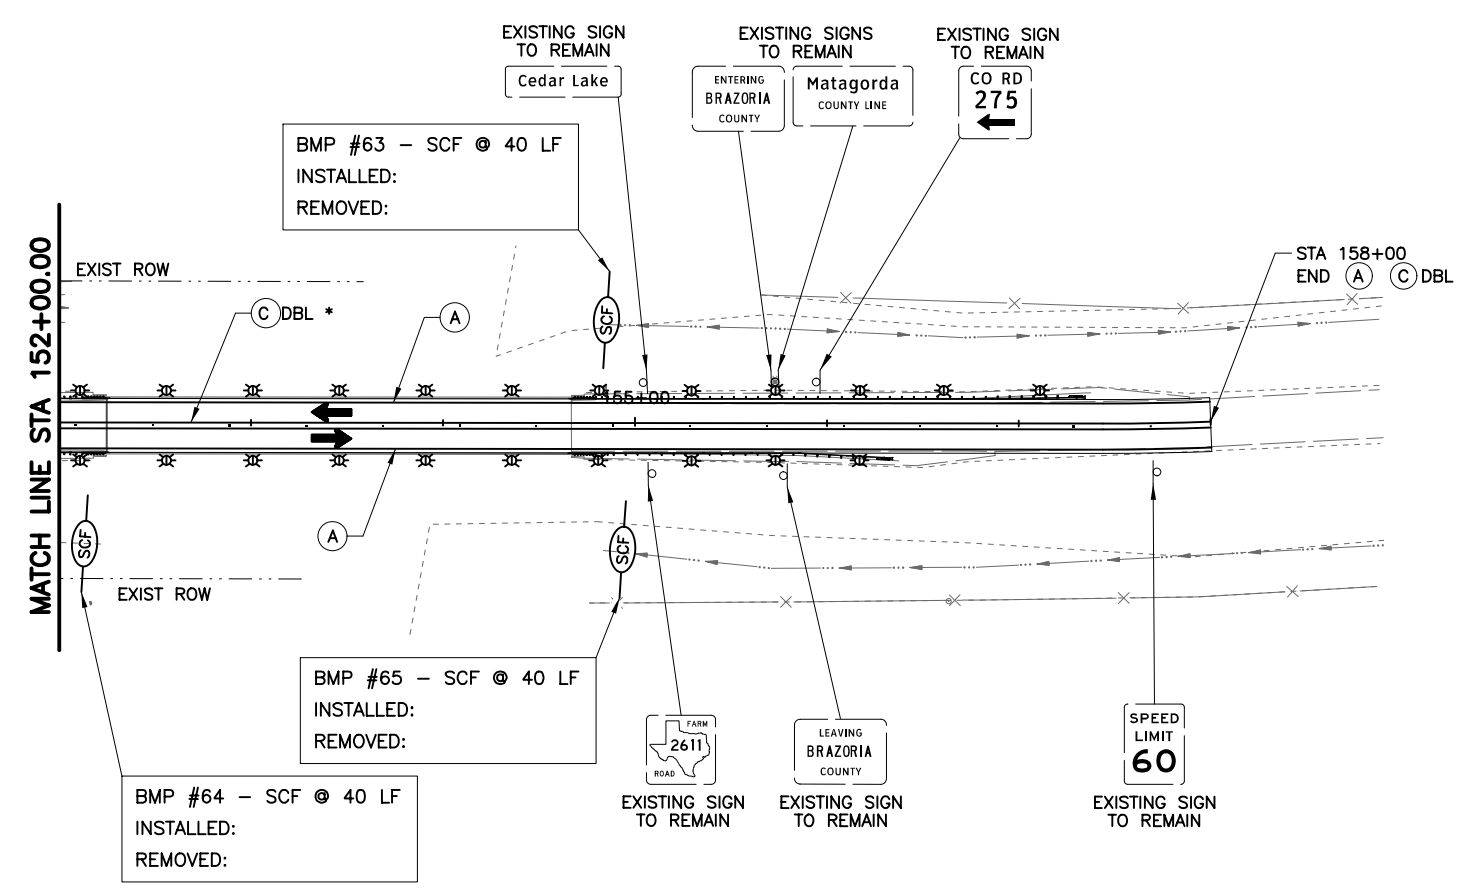 EXISTING SIGN
TO REMAIN
Cedar Lake
EXISTING SIGNS
TO REMAIN
ENTERING
BRAZORIA
COUNTY
Matagorda
COUNTY LINE
EXISTING SIGN
TO REMAIN
CO RD
275
BMP #63 - SCF @ 40 LF
INSTALLED:
REMOVED:
MATCH LINE STA 152+00.00
EXIST ROW
C DBL *
A
SCF
STA 158+00
END A C DBL
155+00
A
SCF
SCF
EXIST ROW
BMP #65 - SCF @ 40 LF
INSTALLED:
REMOVED:
BMP #64 - SCF @ 40 LF
INSTALLED:
REMOVED:
FARM
2611
ROAD
EXISTING SIGN
TO REMAIN
LEAVING
BRAZORIA
COUNTY
EXISTING SIGN
TO REMAIN
SPEED
LIMIT
60
EXISTING SIGN
TO REMAIN